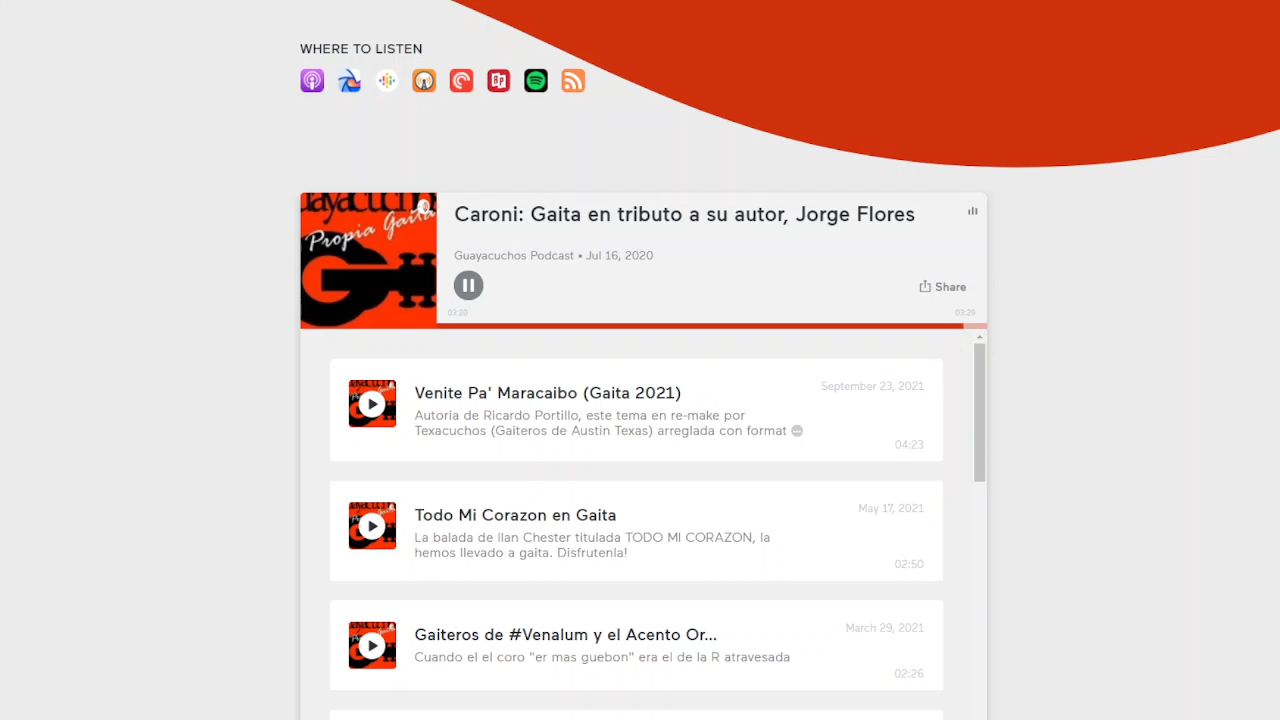 WHERE TO LISTEN
Guayacuchos
Propia Gaita
Caroni: Gaita en tributo a su autor, Jorge Flores
Guayacuchos Podcast • Jul 16, 2020
Share
03:29
Venite Pa' Maracaibo (Gaita 2021)
September 23, 2021
Autoria de Ricardo Portillo, este tema en re-make por
Texacuchos (Gaiteros de Austin Texas) arreglada con format
04:23
Todo Mi Corazon en Gaita
May 17, 2021
La balada de Ilan Chester titulada TODO MI CORAZON, la
hemos llevado a gaita. Disfrutenla!
02:50
Gaiteros de #Venalum y el Acento Or...
March 29, 2021
Cuando el el coro "er mas guebon" era el de la R atravesada
02:26